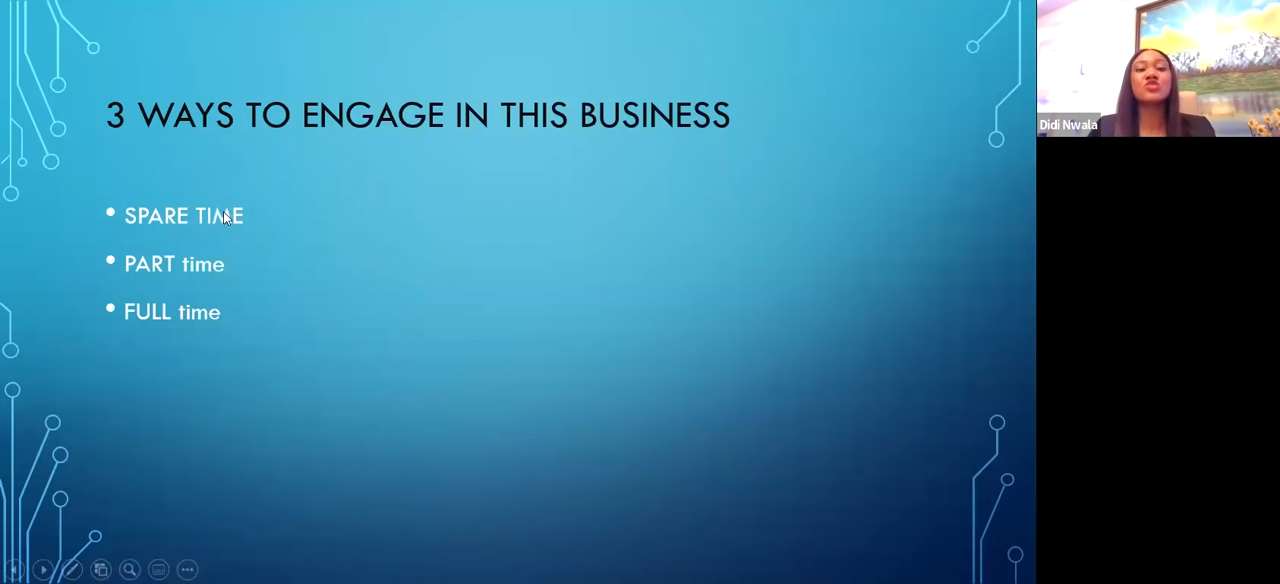 3 WAYS TO ENGAGE IN THIS BUSINESS
• SPARE TIME
• PART time
• FULL time
Didi Nwala